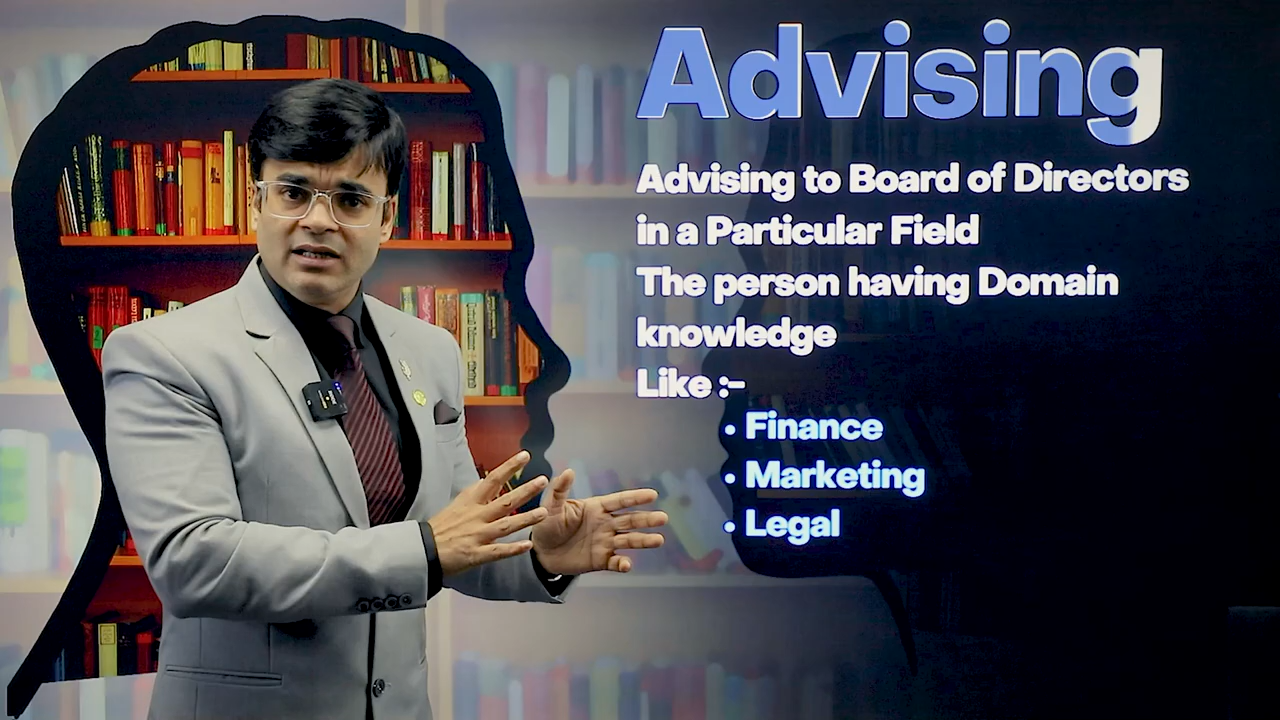 Advising
Advising to Board of Directors
in a Particular Field
The person having Domain
knowledge
Like :-
• Finance
• Marketing
• Legal